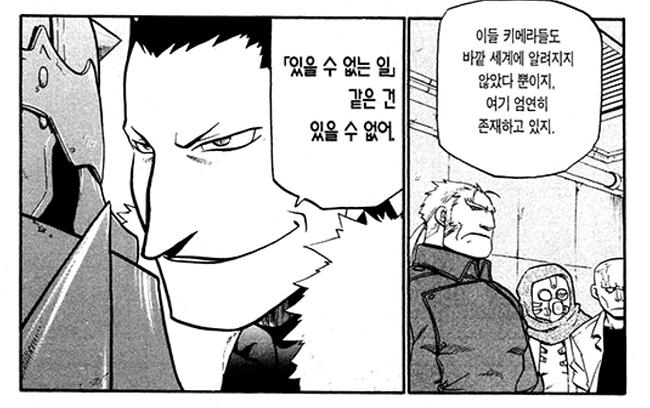 「있을 수 없는 일」
같은 건
있을 수 없어.
이들 키메라들도
바깥 세계에 알려지지
않았다 뿐이지,
여기 엄연히
존재하고 있지.